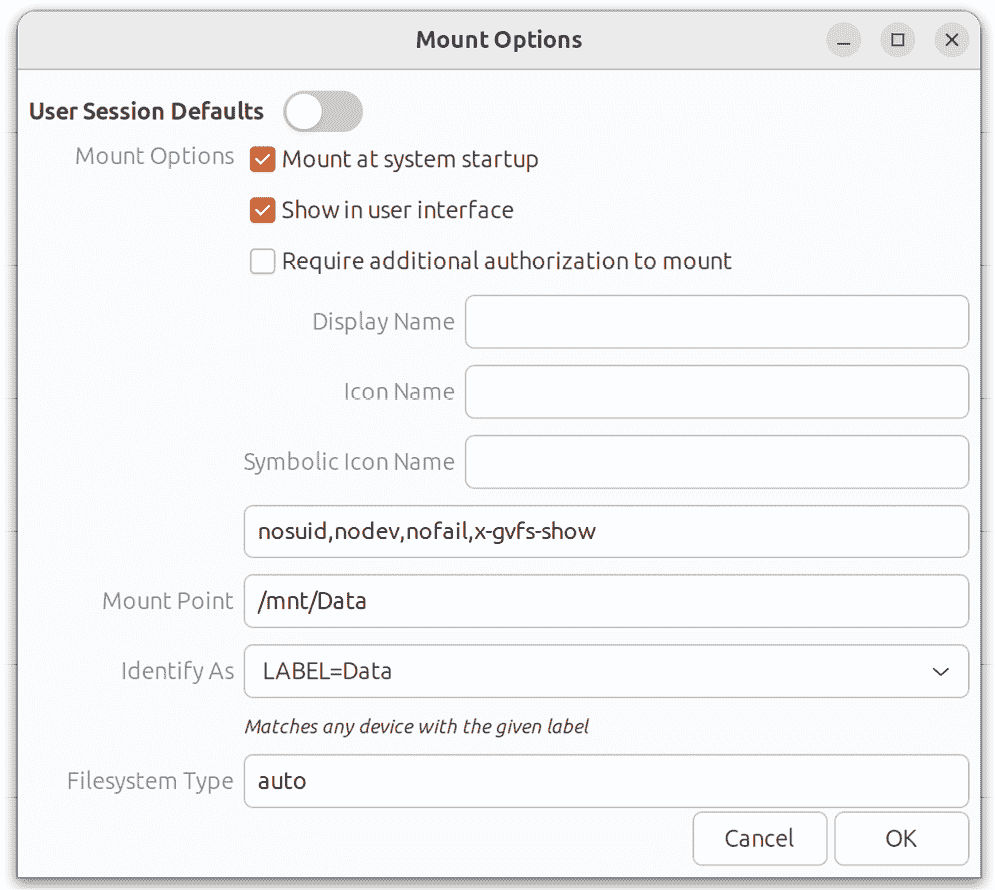 Mount Options
User Session Defaults
Mount Options
Mount at system startup
Show in user interface
Require additional authorization to mount
Display Name
Icon Name
Symbolic Icon Name
nosuid,nodev,nofail,x-gvfs-show
Mount Point /mnt/Data
Identify As LABEL=Data
Matches any device with the given label
Filesystem Type auto
Cancel OK